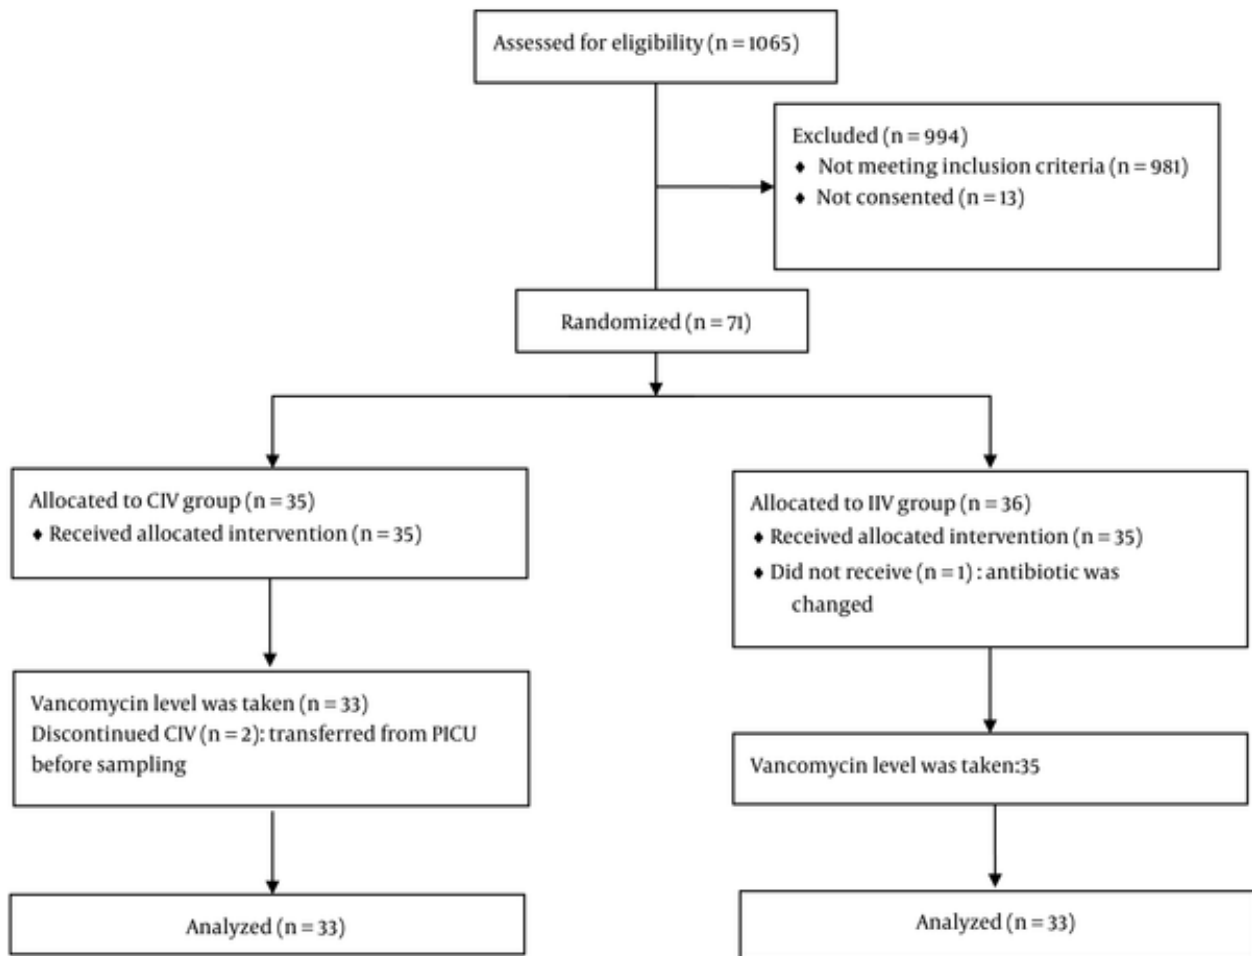 Assessed for eligibility (n = 1065)
Excluded (n = 994)
♦ Not meeting inclusion criteria (n = 981)
♦ Not consented (n = 13)
Randomized (n = 71)
Allocated to CIV group (n = 35)
♦ Received allocated intervention (n = 35)
Allocated to IIV group (n = 36)
♦ Received allocated intervention (n = 35)
♦ Did not receive (n = 1) : antibiotic was
changed
Vancomycin level was taken (n = 33)
Discontinued CIV (n = 2): transferred from PICU
before sampling
Vancomycin level was taken:35
Analyzed (n = 33)
Analyzed (n = 33)